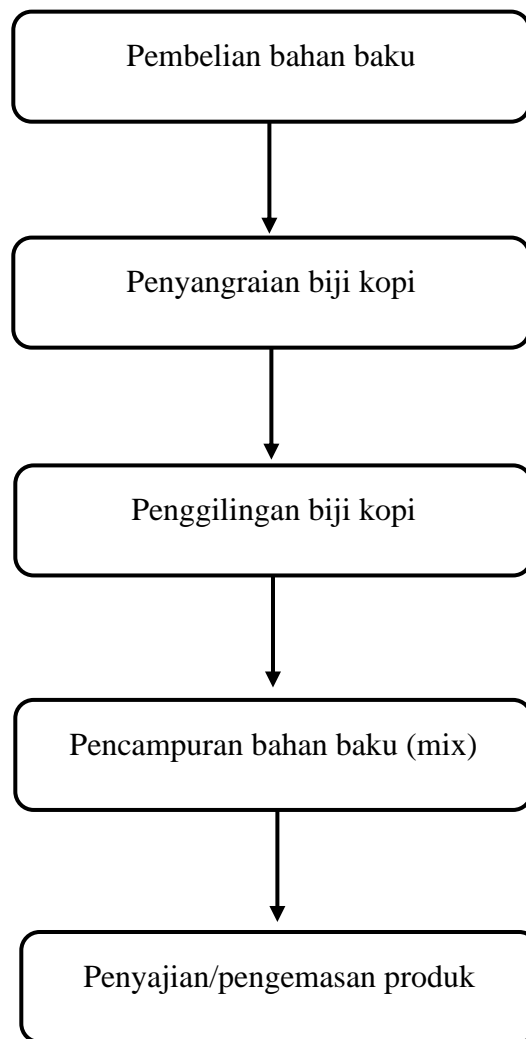 Pembelian bahan baku
Penyangraian biji kopi
Penggilingan biji kopi
Pencampuran bahan baku (mix)
Penyajian/pengemasan produk